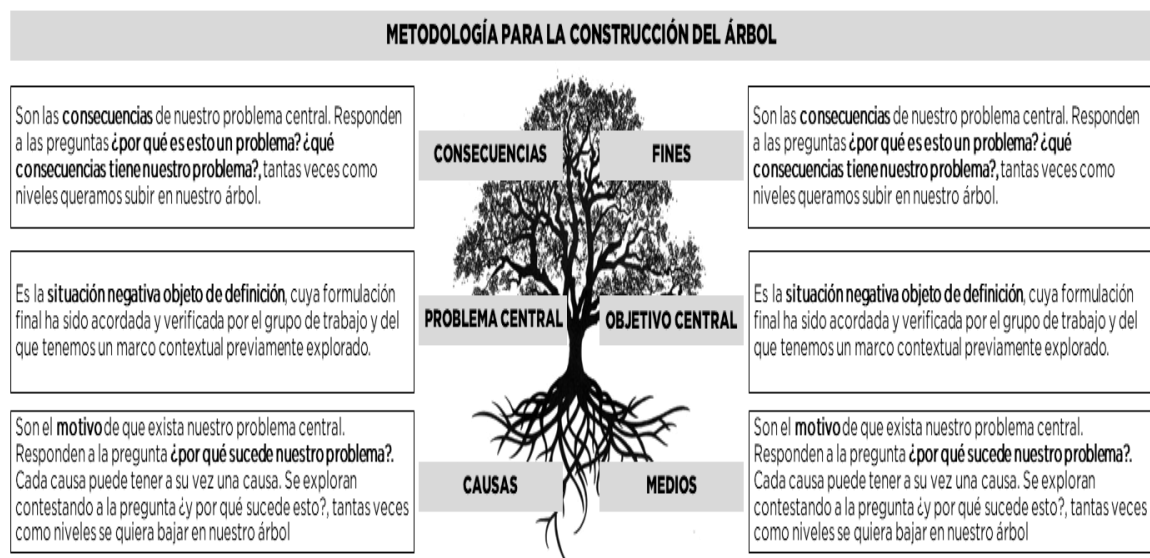 METODOLOGÍA PARA LA CONSTRUCCIÓN DEL ÁRBOL
Son las consecuencias de nuestro problema central. Responden
a las preguntas ¿por qué es esto un problema? ¿qué
consecuencias tiene nuestro problema?, tantas veces como
niveles queramos subir en nuestro árbol.
CONSECUENCIAS
FINES
Son las consecuencias de nuestro problema central. Responden
a las preguntas ¿por qué es esto un problema? ¿qué
consecuencias tiene nuestro problema?, tantas veces como
niveles queramos subir en nuestro árbol.
Es la situación negativa objeto de definición, cuya formulación
final ha sido acordada y verificada por el grupo de trabajo y del
que tenemos un marco contextual previamente explorado.
PROBLEMA CENTRAL
OBJETIVO CENTRAL
Es la situación negativa objeto de definición, cuya formulación
final ha sido acordada y verificada por el grupo de trabajo y del
que tenemos un marco contextual previamente explorado.
Son el motivo de que exista nuestro problema central.
Responden a la pregunta ¿por qué sucede nuestro problema?.
Cada causa puede tener a su vez una causa. Se exploran
contestando a la pregunta ¿y por qué sucede esto?, tantas veces
como niveles se quiera bajar en nuestro árbol
CAUSAS
MEDIOS
Son el motivo de que exista nuestro problema central.
Responden a la pregunta ¿por qué sucede nuestro problema?.
Cada causa puede tener a su vez una causa. Se exploran
contestando a la pregunta ¿y por qué sucede esto?, tantas veces
como niveles se quiera bajar en nuestro árbol